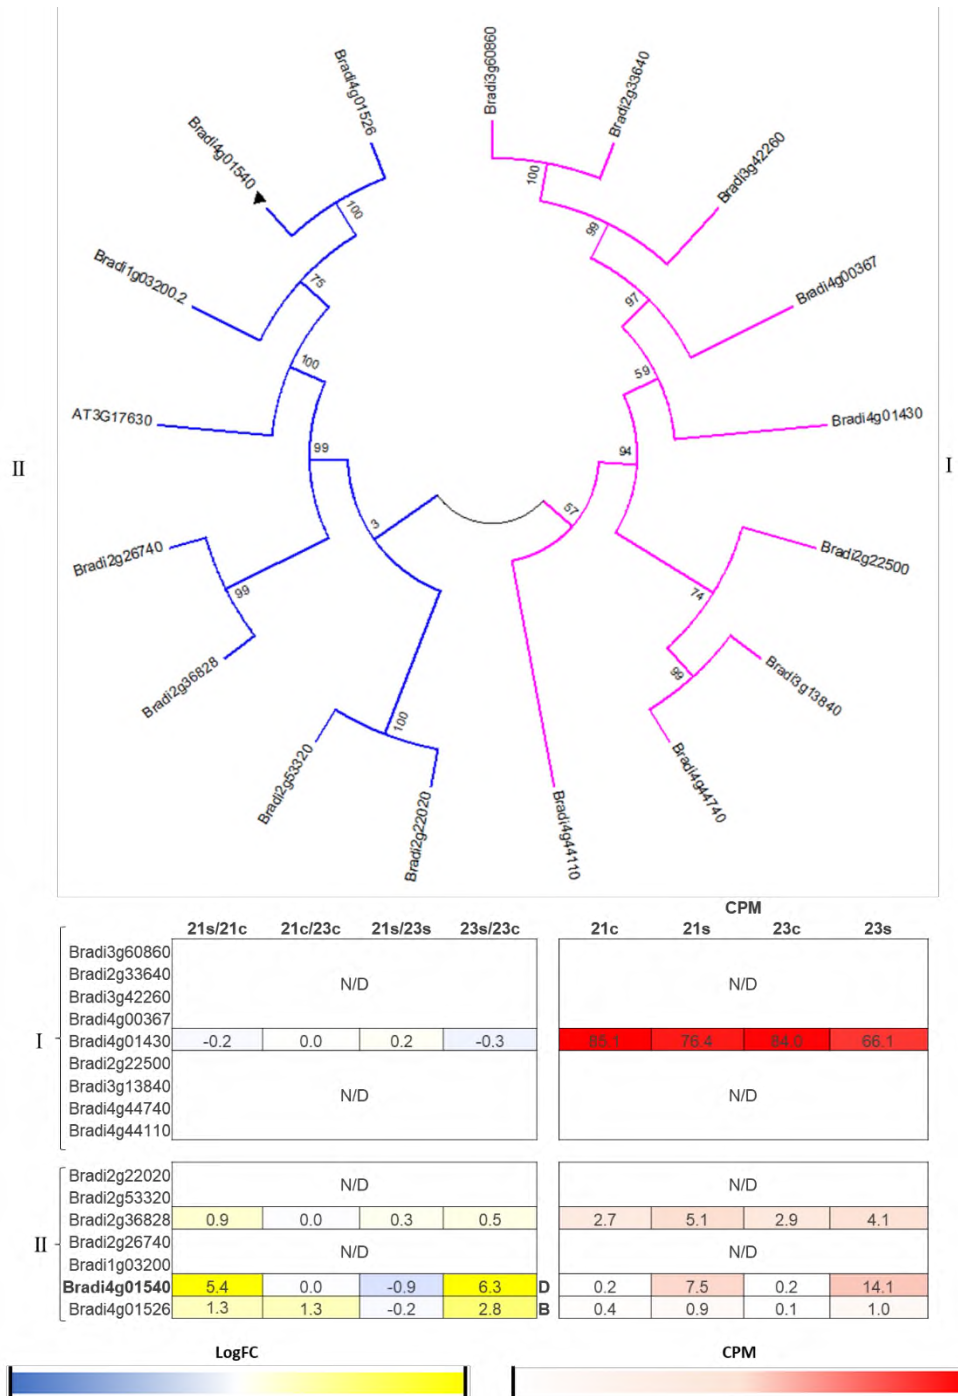 Bradi3g60860
Bradi2g33640
Bradi3g42260
Bradi4g00367
Bradi4g01430
Bradi2g22500
Bradi3g13840
Bradi4g44740
Bradi4g44110
Bradi2g22020
Bradi2g53320
Bradi2g36828
Bradi2g26740
AT3G17630
Bradi1g03200.2
Bradi4g01540
Bradi4g01526
100
99
97
59
94
57
74
99
100
75
100
99
3
99
100
II
I
CPM
21s/21c 21c/23c 21s/23s 23s/23c 21c 21s 23c 23s
I
Bradi3g60860
Bradi2g33640
Bradi3g42260
Bradi4g00367
N/D N/D
Bradi4g01430 -0.2 0.0 0.2 -0.3 85.1 76.4 84.0 66.1
Bradi2g22500
Bradi3g13840
Bradi4g44740
Bradi4g44110
N/D N/D
II
Bradi2g22020
Bradi2g53320
N/D N/D
Bradi2g36828 0.9 0.0 0.3 0.5 2.7 5.1 2.9 4.1
Bradi2g26740
Bradi1g03200
N/D N/D
Bradi4g01540 5.4 0.0 -0.9 6.3 D 0.2 7.5 0.2 14.1
Bradi4g01526 1.3 1.3 -0.2 2.8 B 0.4 0.9 0.1 1.0
LogFC CPM